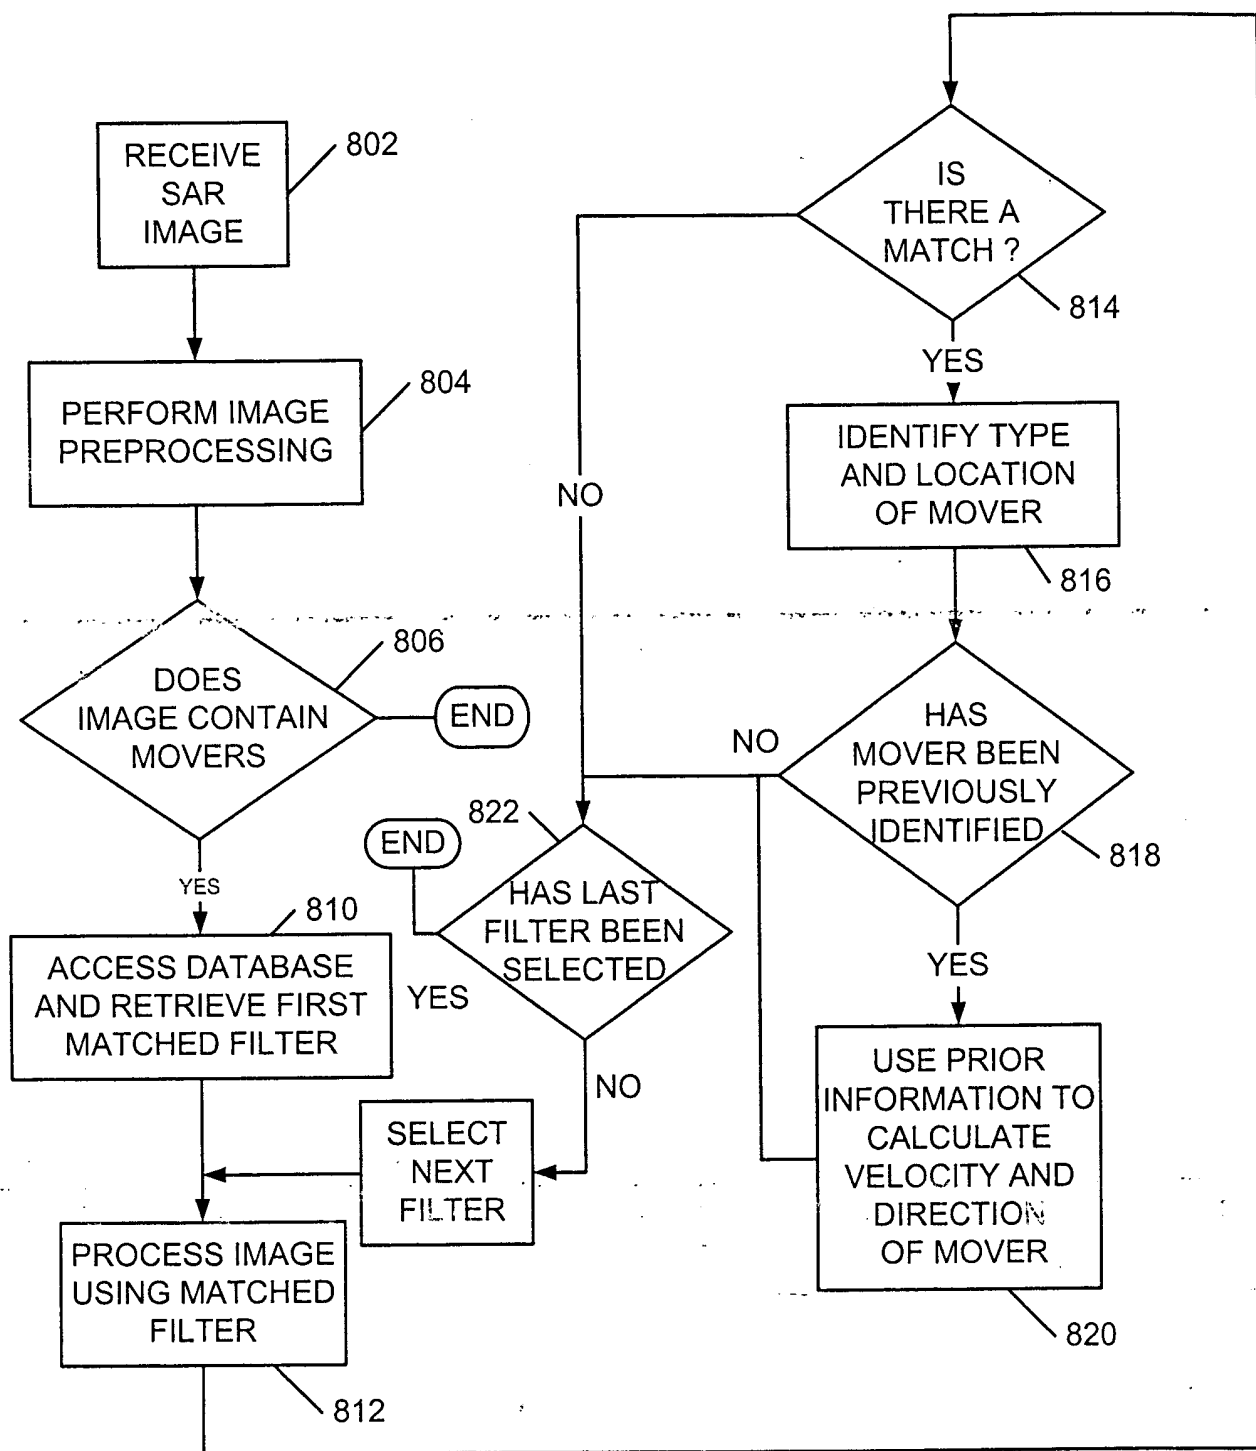 RECEIVE
SAR
IMAGE
802
PERFORM IMAGE
PREPROCESSING
804
DOES
IMAGE CONTAIN
MOVERS
806
END
YES
ACCESS DATABASE
AND RETRIEVE FIRST
MATCHED FILTER
810
PROCESS IMAGE
USING MATCHED
FILTER
812
IS
THERE A
MATCH ?
814
NO
YES
IDENTIFY TYPE
AND LOCATION
OF MOVER
816
HAS
MOVER BEEN
PREVIOUSLY
IDENTIFIED
818
NO
YES
USE PRIOR
INFORMATION TO
CALCULATE
VELOCITY AND
DIRECTION
OF MOVER
820
HAS LAST
FILTER BEEN
SELECTED
822
END
YES
NO
SELECT
NEXT
FILTER